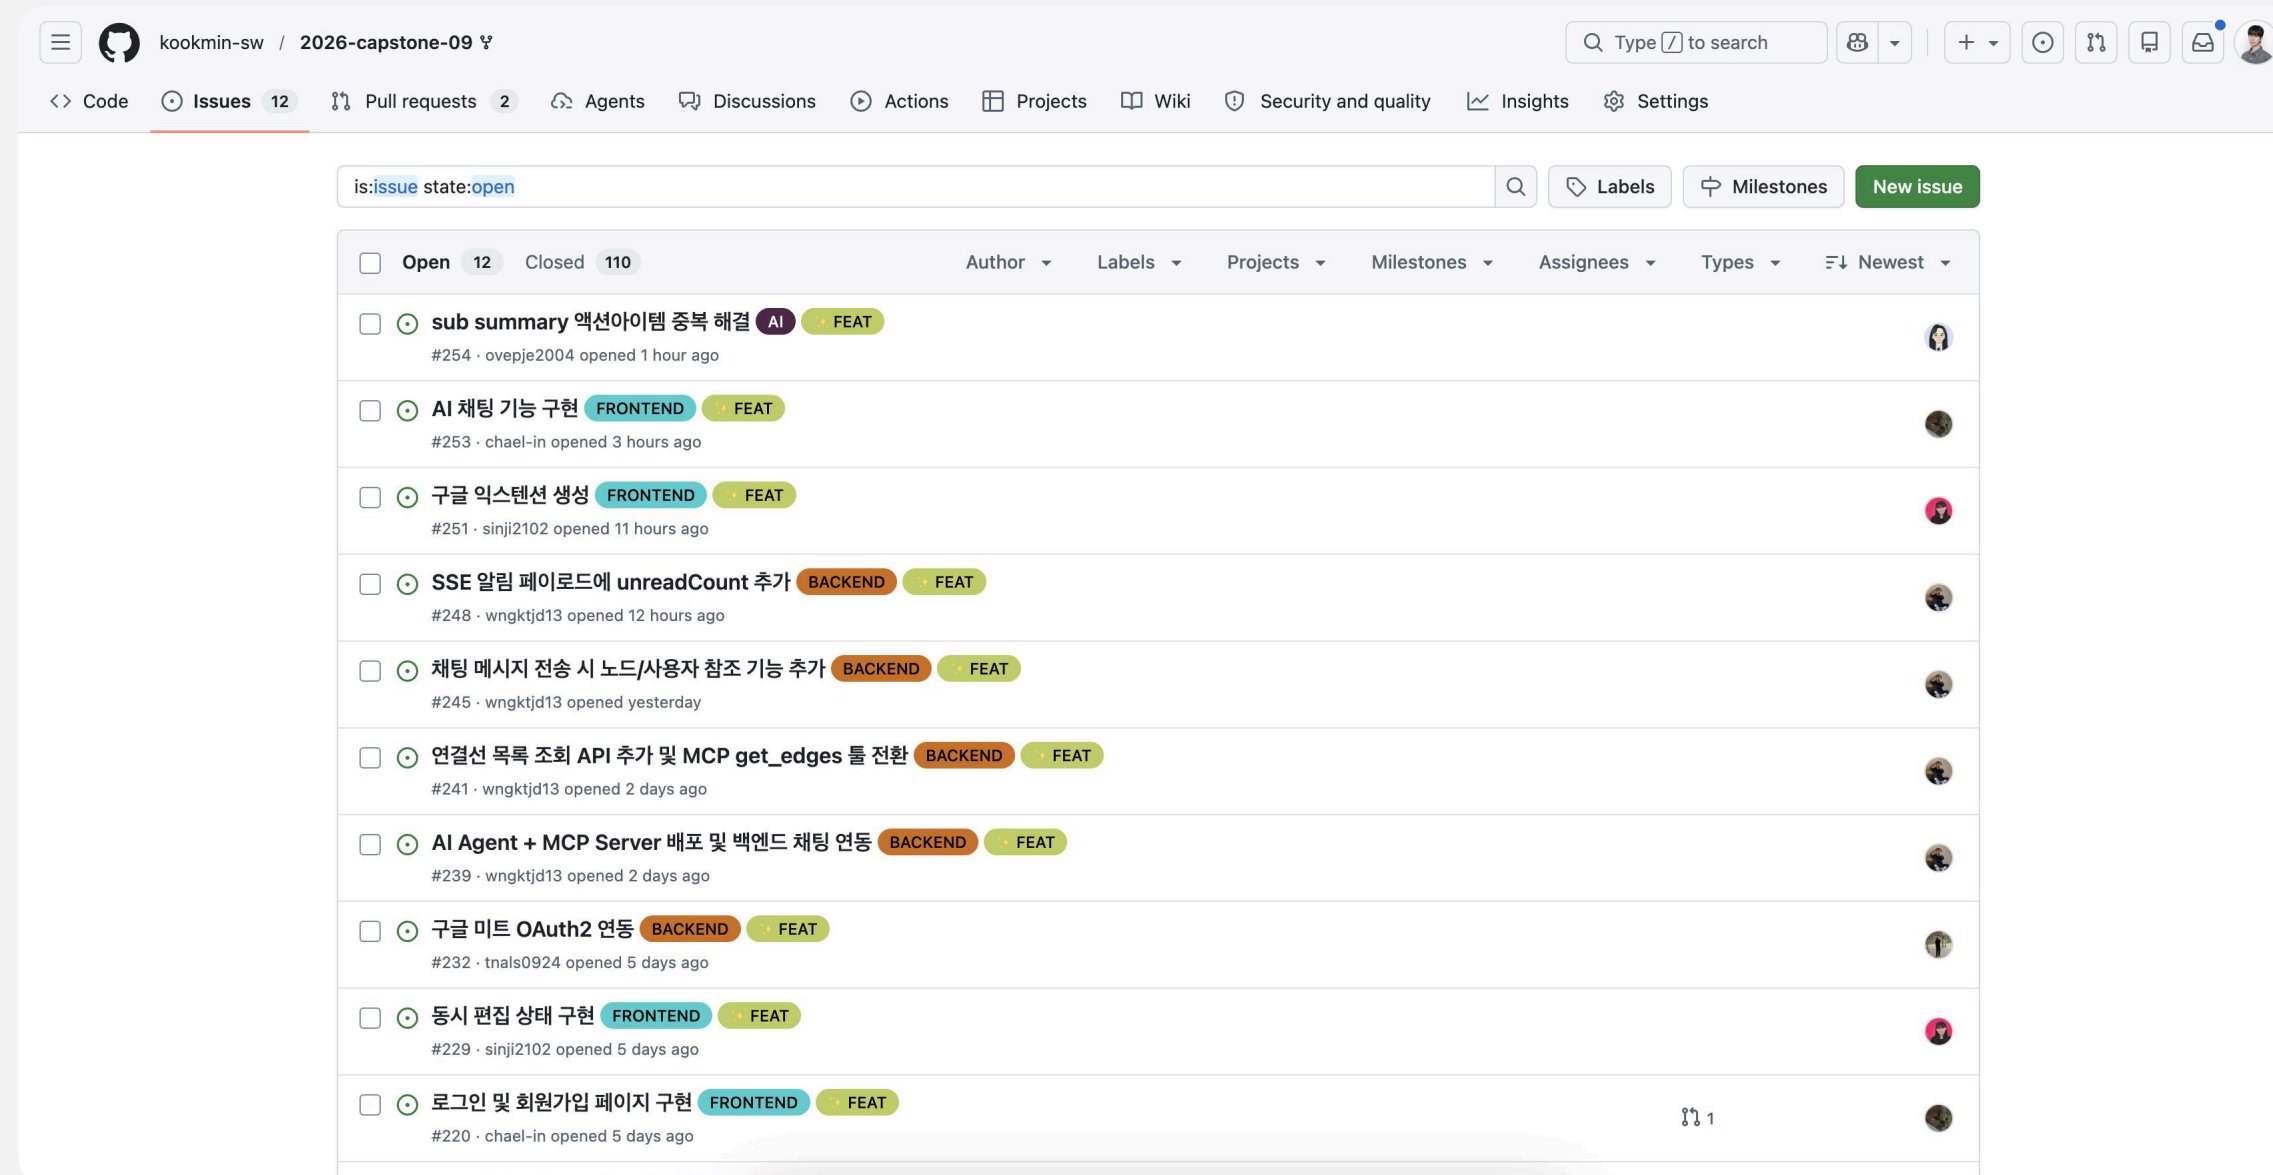 kookmin-sw / 2026-capstone-09
Type / to search
Code
Issues 12
Pull requests 2
Agents
Discussions
Actions
Projects
Wiki
Security and quality
Insights
Settings
is:issue state:open
Labels
Milestones
New issue
Open 12 Closed 110
Author
Labels
Projects
Milestones
Assignees
Types
Newest
sub summary 액션아이템 중복 해결 AI ✨ FEAT
#254 · ovepje2004 opened 1 hour ago
AI 채팅 기능 구현 FRONTEND ✨ FEAT
#253 · chael-in opened 3 hours ago
구글 익스텐션 생성 FRONTEND ✨ FEAT
#251 · sinji2102 opened 11 hours ago
SSE 알림 페이로드에 unreadCount 추가 BACKEND ✨ FEAT
#248 · wngktjd13 opened 12 hours ago
채팅 메시지 전송 시 노드/사용자 참조 기능 추가 BACKEND ✨ FEAT
#245 · wngktjd13 opened yesterday
연결선 목록 조회 API 추가 및 MCP get_edges 툴 전환 BACKEND ✨ FEAT
#241 · wngktjd13 opened 2 days ago
AI Agent + MCP Server 배포 및 백엔드 채팅 연동 BACKEND ✨ FEAT
#239 · wngktjd13 opened 2 days ago
구글 미트 OAuth2 연동 BACKEND ✨ FEAT
#232 · tnals0924 opened 5 days ago
동시 편집 상태 구현 FRONTEND ✨ FEAT
#229 · sinji2102 opened 5 days ago
로그인 및 회원가입 페이지 구현 FRONTEND ✨ FEAT
1
#220 · chael-in opened 5 days ago